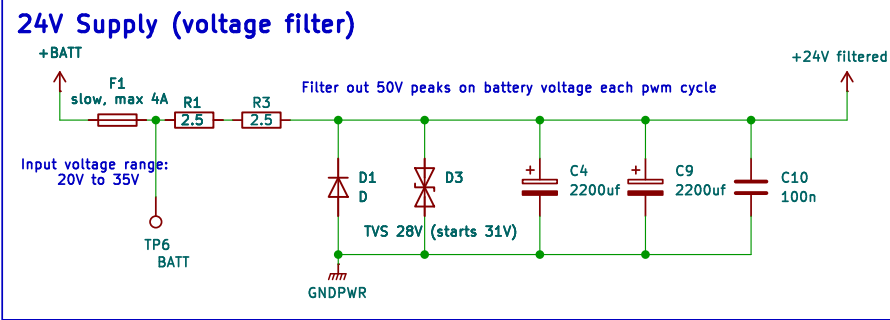 24V Supply (voltage filter)
+BATT
+24V filtered
F1
slow, max 4A
R1
2.5
R3
2.5
Filter out 50V peaks on battery voltage each pwm cycle
Input voltage range:
20V to 35V
D1
D
D3
TVS 28V (starts 31V)
C4
2200uf
C9
2200uf
C10
100n
TP6
BATT
GNDPWR
+
+